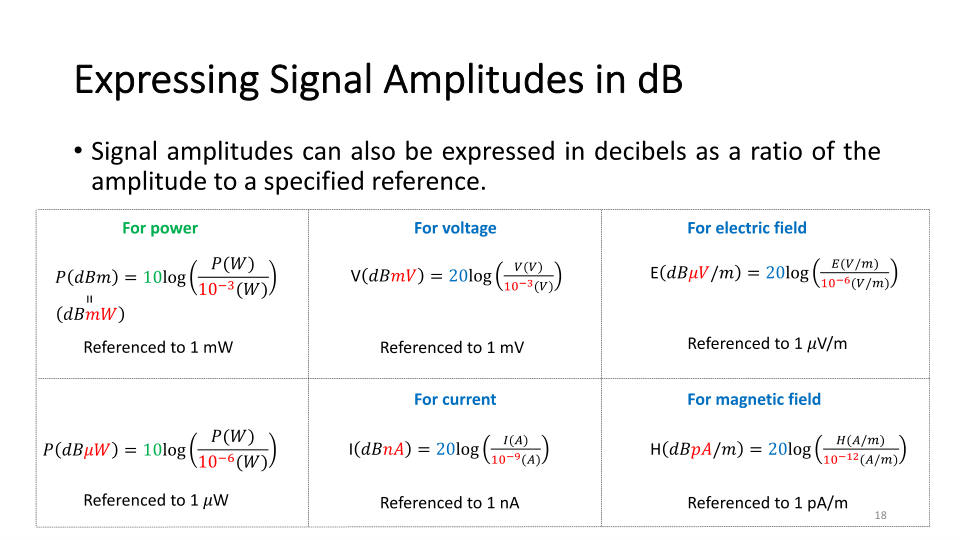 Expressing Signal Amplitudes in dB
• Signal amplitudes can also be expressed in decibels as a ratio of the
amplitude to a specified reference.
For power
P(dBm) = 10log(P(W)/10⁻³(W))
=
(dBmW)
Referenced to 1 mW
For voltage
V(dBmV) = 20log(V(V)/10⁻³(V))
Referenced to 1 mV
For electric field
E(dBμV/m) = 20log(E(V/m)/10⁻⁶(V/m))
Referenced to 1 μV/m
P(dBμW) = 10log(P(W)/10⁻⁶(W))
Referenced to 1 μW
For current
I(dBnA) = 20log(I(A)/10⁻⁹(A))
Referenced to 1 nA
For magnetic field
H(dBpA/m) = 20log(H(A/m)/10⁻¹²(A/m))
Referenced to 1 pA/m
18